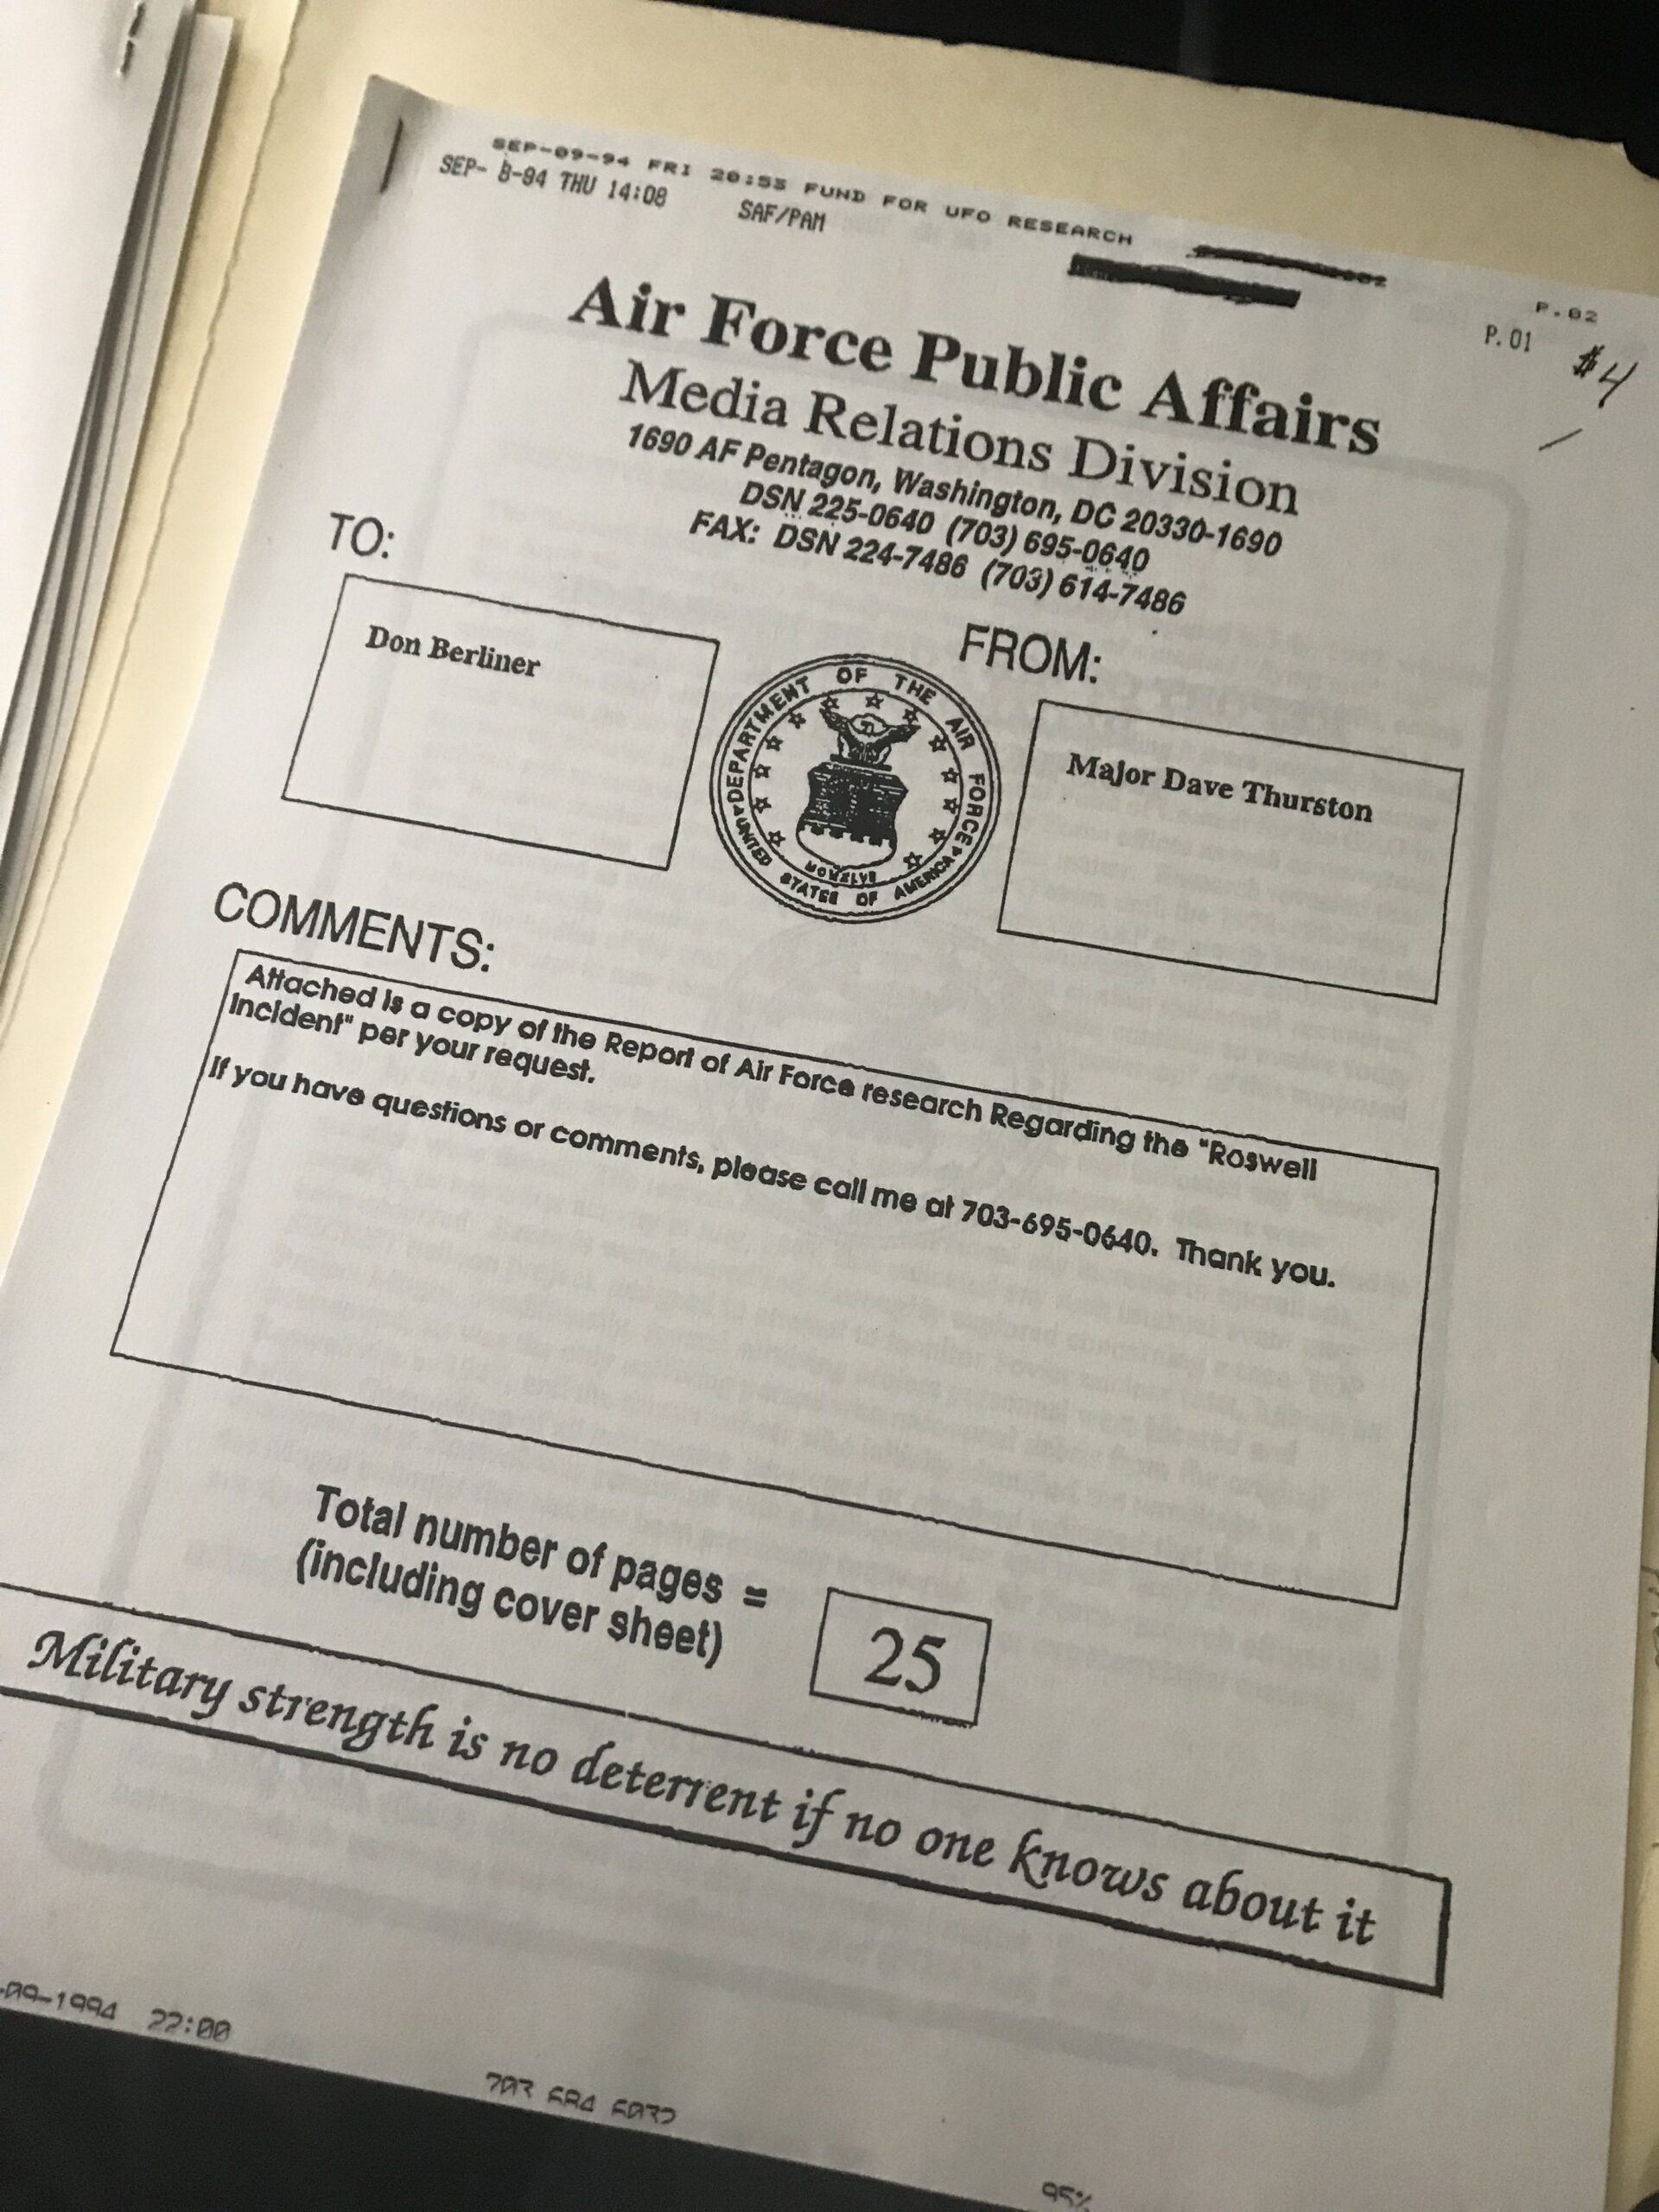 SEP-09-94 FRI 20:55 FUND FOR UFO RESEARCH
P.02
SEP- 8-94 THU 14:08 SAF/PAM
P.01
#4
Air Force Public Affairs
Media Relations Division
1690 AF Pentagon, Washington, DC 20330-1690
DSN 225-0640 (703) 695-0640
FAX: DSN 224-7486 (703) 614-7486
TO:
Don Berliner
FROM:
Major Dave Thurston
DEPARTMENT OF THE AIR FORCE
UNITED STATES OF AMERICA
MCMXLVII
COMMENTS:
Attached is a copy of the Report of Air Force research Regarding the "Roswell
Incident" per your request.
If you have questions or comments, please call me at 703-695-0640. Thank you.
Total number of pages =
(including cover sheet)
25
Military strength is no deterrent if no one knows about it
-09-1994 22:00
95%